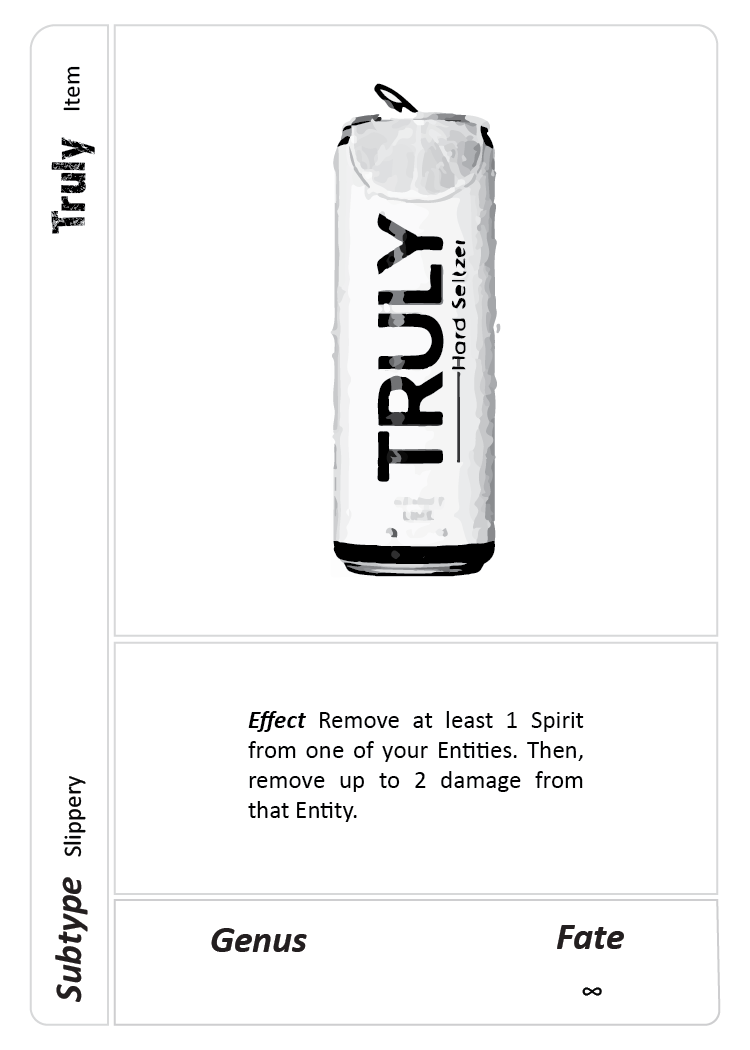 Truly Item
TRULY
Hard Seltzer
LIME
Effect Remove at least 1 Spirit
from one of your Entities. Then,
remove up to 2 damage from
that Entity.
Subtype Slippery
Genus
Fate
∞